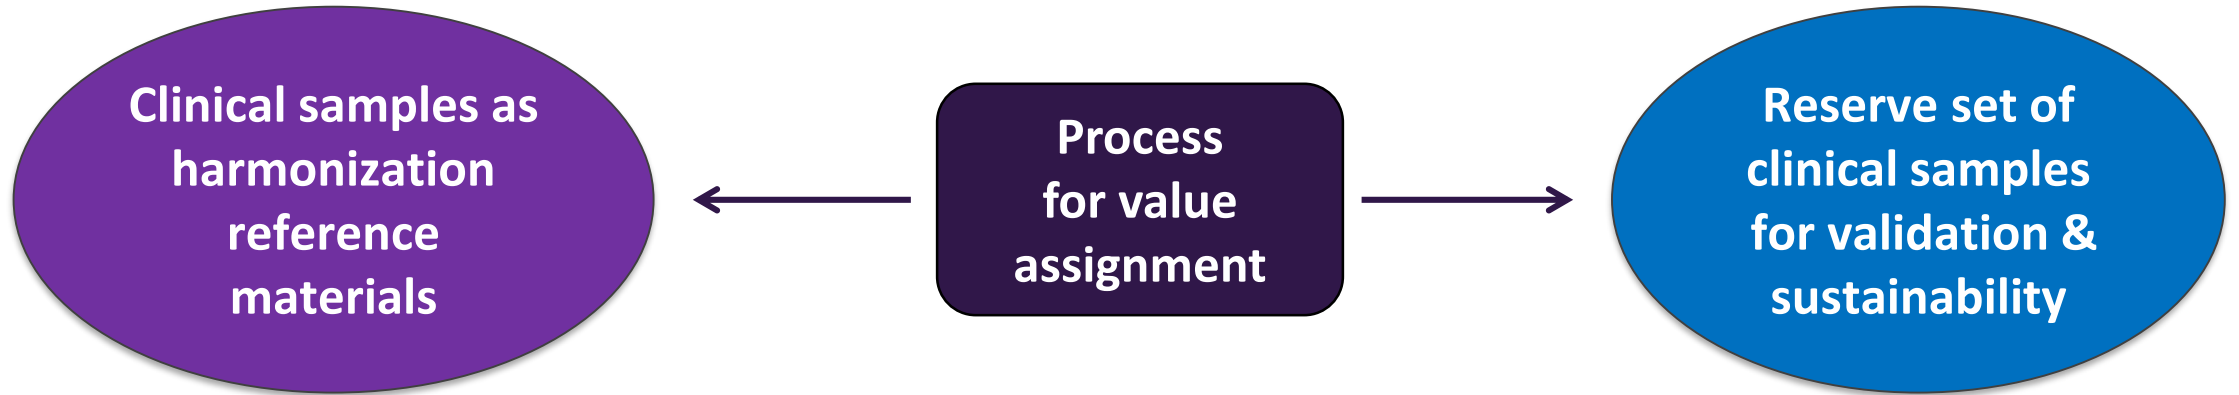 Clinical samples as
harmonization
reference
materials
Process
for value
assignment
Reserve set of
clinical samples
for validation &
sustainability